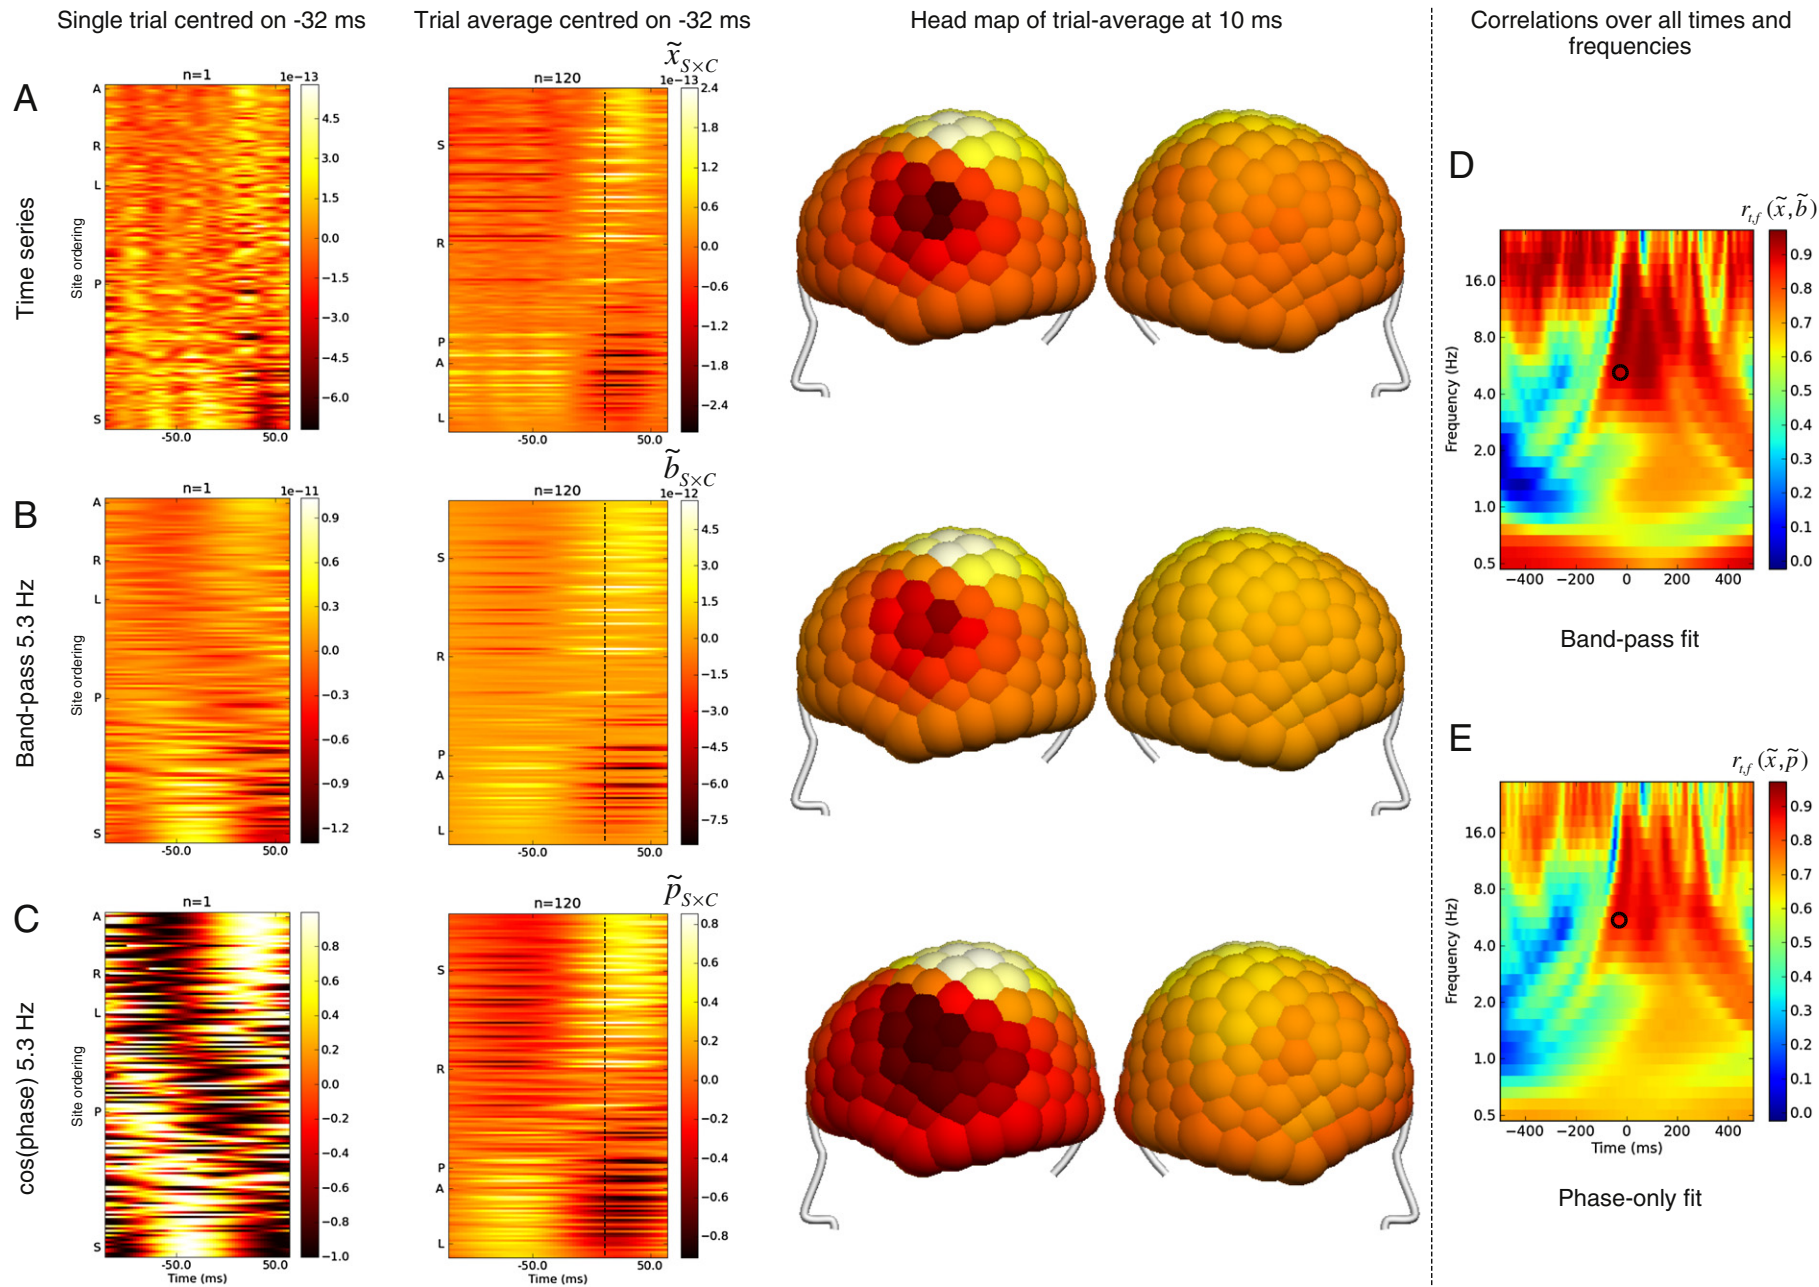 Single trial centred on -32 ms
Trial average centred on -32 ms
Head map of trial-average at 10 ms
Correlations over all times and
frequencies
A
Time series
n=1
1e−13
Site ordering
A
R
L
P
S
-50.0
50.0
4.5
3.0
1.5
0.0
−1.5
−3.0
−4.5
−6.0
x̃ S×C
n=120
1e−13
S
R
P
A
L
-50.0
50.0
2.4
1.8
1.2
0.6
0.0
−0.6
−1.2
−1.8
−2.4
B
Band-pass 5.3 Hz
n=1
1e−11
Site ordering
A
R
L
P
S
-50.0
50.0
0.9
0.6
0.3
0.0
−0.3
−0.6
−0.9
−1.2
b̃ S×C
n=120
1e−12
S
R
P
A
L
-50.0
50.0
4.5
3.0
1.5
0.0
−1.5
−3.0
−4.5
−6.0
−7.5
C
cos(phase) 5.3 Hz
n=1
Site ordering
A
R
L
P
S
-50.0
50.0
Time (ms)
0.8
0.6
0.4
0.2
0.0
−0.2
−0.4
−0.6
−0.8
−1.0
p̃ S×C
n=120
S
R
P
A
L
-50.0
50.0
Time (ms)
0.8
0.6
0.4
0.2
0.0
−0.2
−0.4
−0.6
−0.8
D
r t,f (x̃,b̃)
Frequency (Hz)
16.0
8.0
4.0
2.0
1.0
0.5
−400
−200
0
200
400
0.9
0.8
0.7
0.6
0.5
0.4
0.3
0.2
0.1
0.0
Band-pass fit
E
r t,f (x̃,p̃)
Frequency (Hz)
16.0
8.0
4.0
2.0
1.0
0.5
−400
−200
0
200
400
Time (ms)
0.9
0.8
0.7
0.6
0.5
0.4
0.3
0.2
0.1
0.0
Phase-only fit